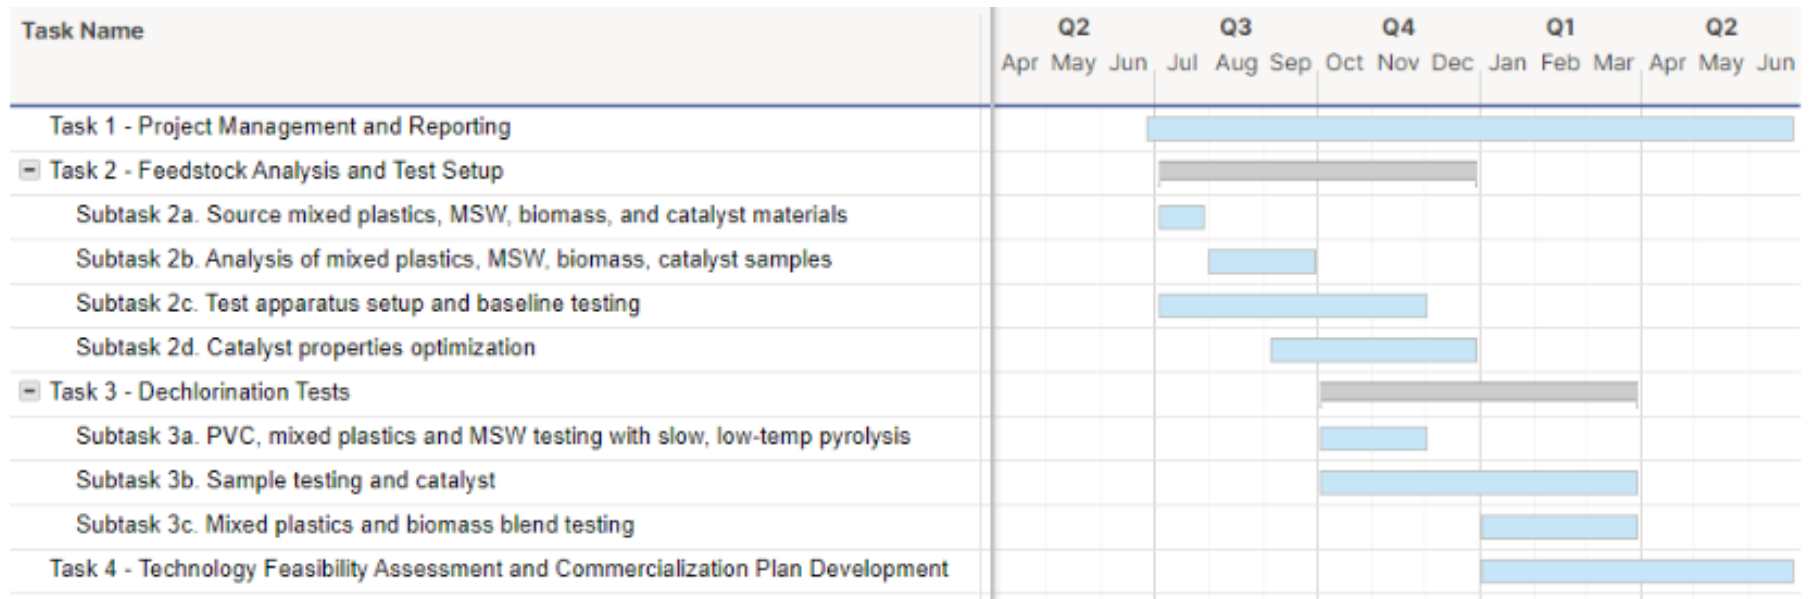 Task Name
Q2 Q3 Q4 Q1 Q2
Apr May Jun Jul Aug Sep Oct Nov Dec Jan Feb Mar Apr May Jun
Task 1 - Project Management and Reporting
Task 2 - Feedstock Analysis and Test Setup
Subtask 2a. Source mixed plastics, MSW, biomass, and catalyst materials
Subtask 2b. Analysis of mixed plastics, MSW, biomass, catalyst samples
Subtask 2c. Test apparatus setup and baseline testing
Subtask 2d. Catalyst properties optimization
Task 3 - Dechlorination Tests
Subtask 3a. PVC, mixed plastics and MSW testing with slow, low-temp pyrolysis
Subtask 3b. Sample testing and catalyst
Subtask 3c. Mixed plastics and biomass blend testing
Task 4 - Technology Feasibility Assessment and Commercialization Plan Development